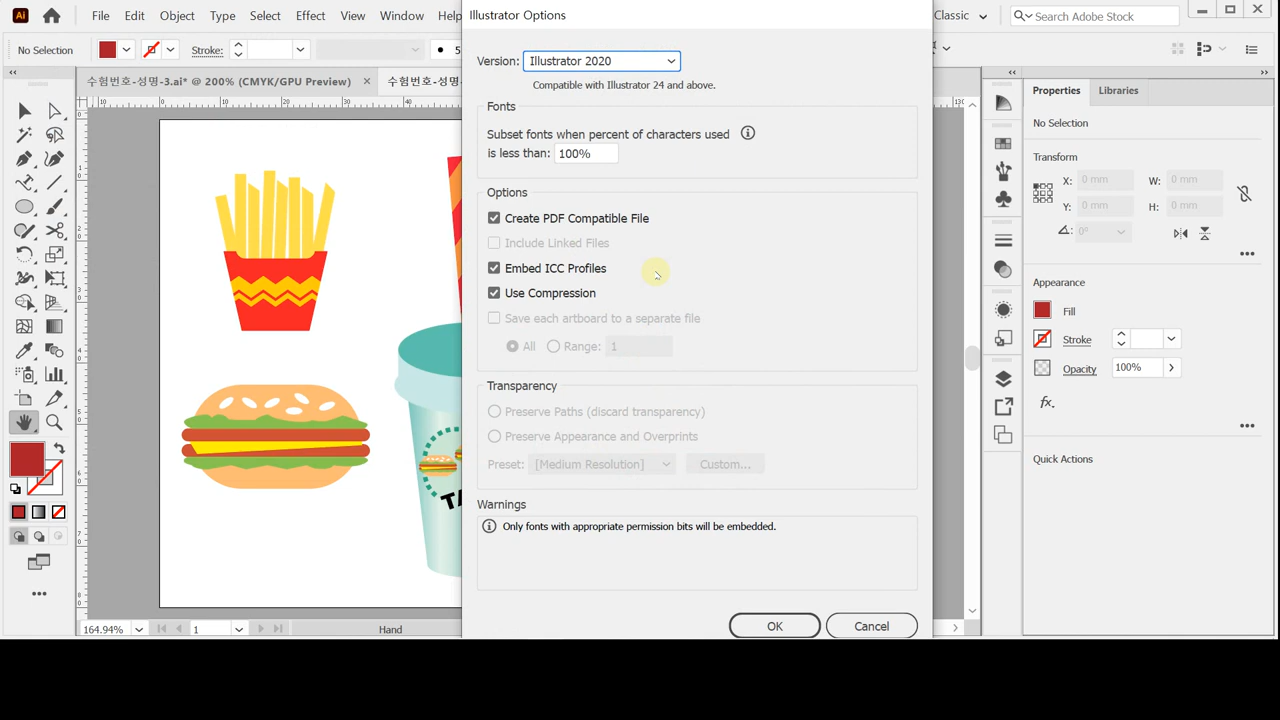 Ai File Edit Object Type Select Effect View Window Help
Illustrator Options
Classic Search Adobe Stock
No Selection Stroke:
수험번호-성명-3.ai* @ 200% (CMYK/GPU Preview) × 수험번호-성명-
Version: Illustrator 2020
Compatible with Illustrator 24 and above.
Fonts
Subset fonts when percent of characters used
is less than: 100%
Options
Create PDF Compatible File
Include Linked Files
Embed ICC Profiles
Use Compression
Save each artboard to a separate file
All Range: 1
Transparency
Preserve Paths (discard transparency)
Preserve Appearance and Overprints
Preset: [Medium Resolution] Custom...
Warnings
Only fonts with appropriate permission bits will be embedded.
OK Cancel
TA
164.94% 1 Hand
Properties Libraries
No Selection
Transform
X: 0 mm W: 0 mm
Y: 0 mm H: 0 mm
0°
Appearance
Fill
Stroke
Opacity 100%
fx.
Quick Actions